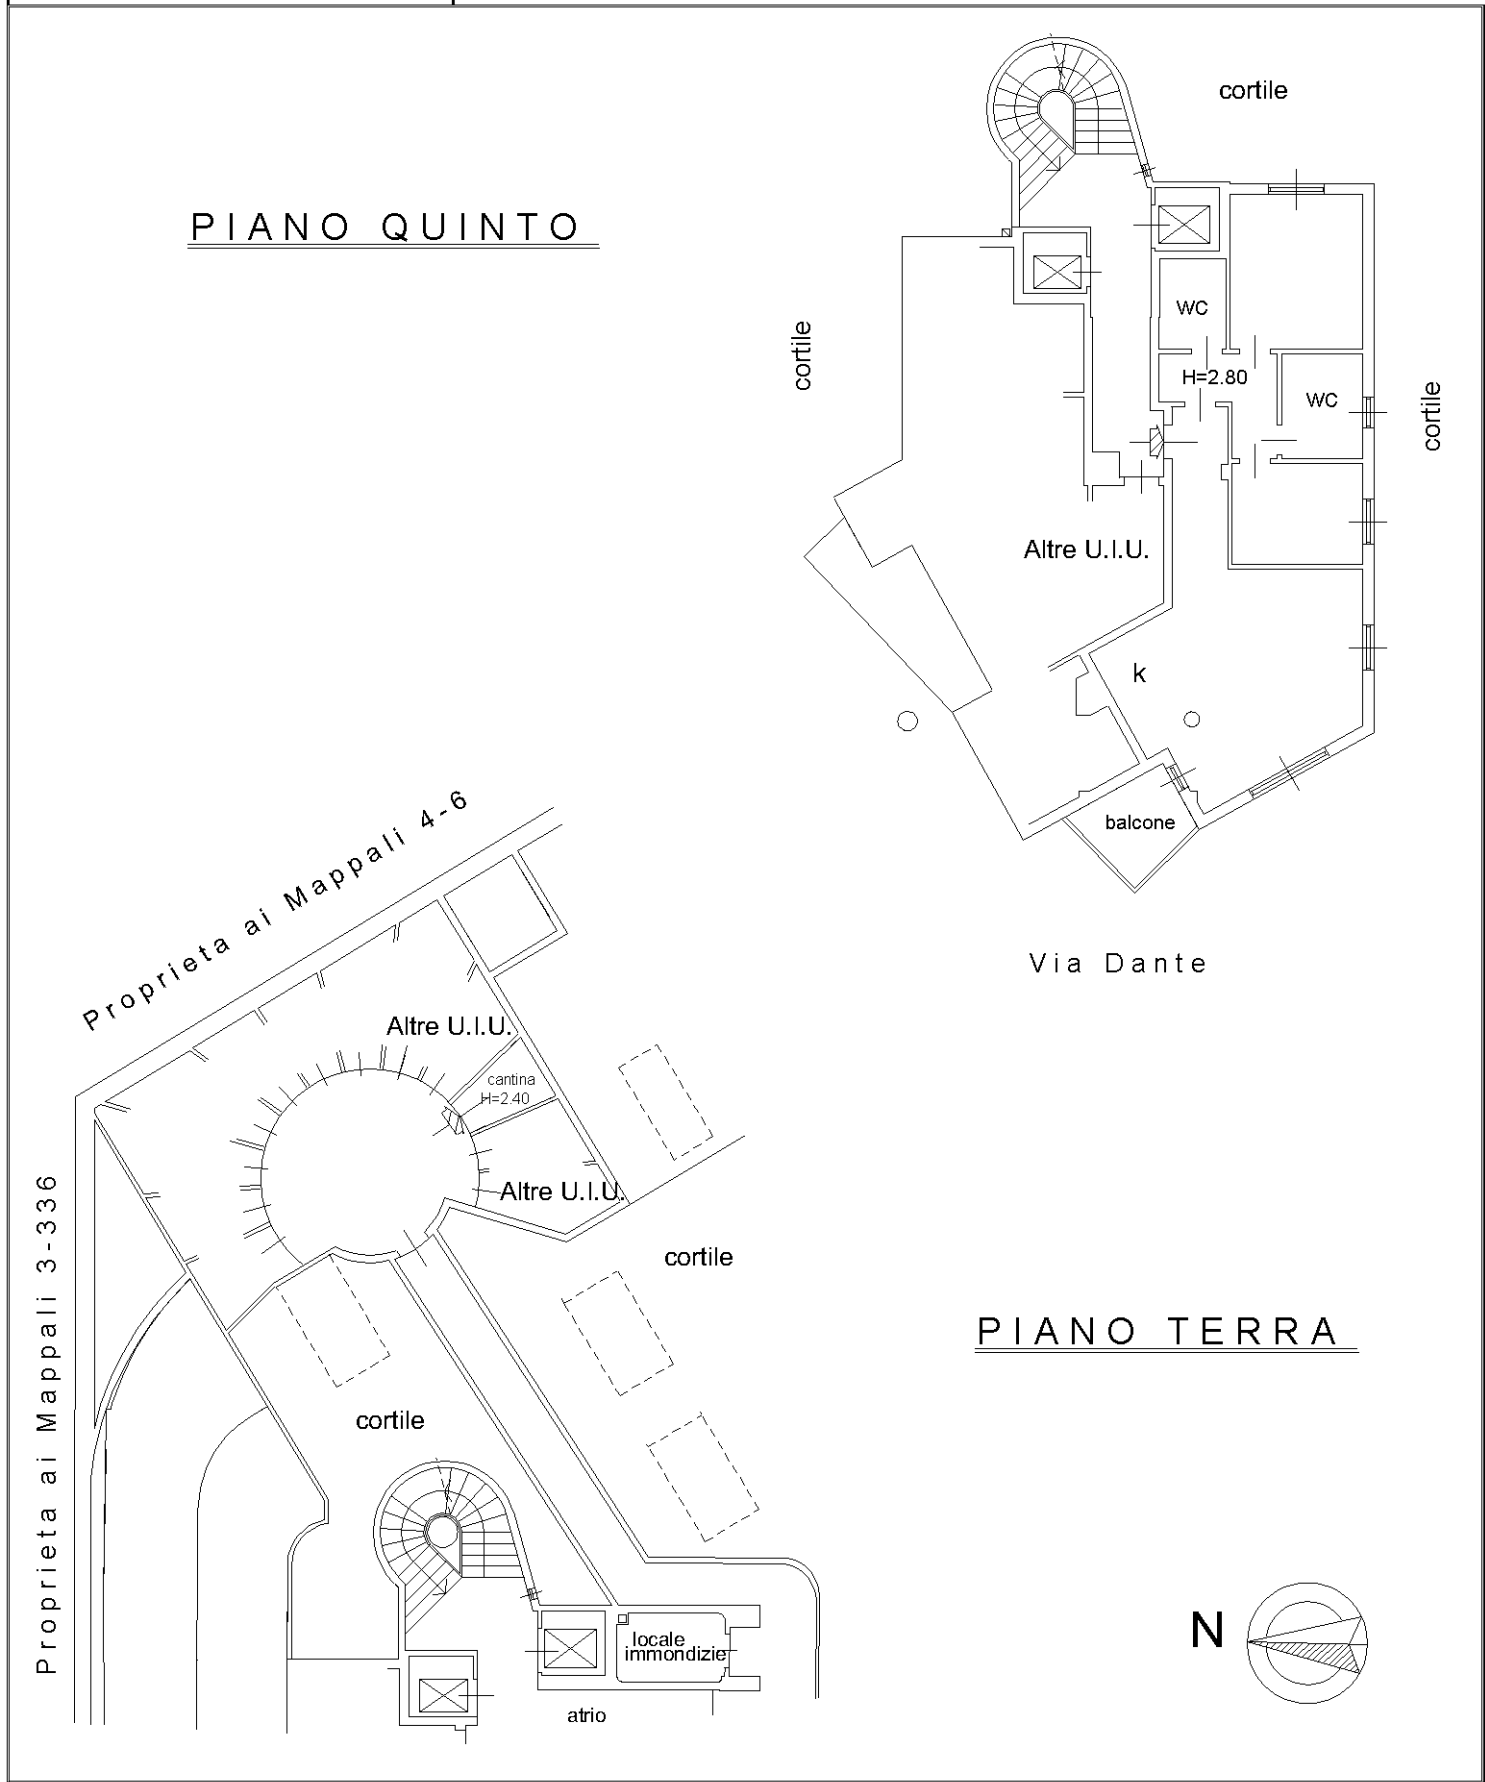 cortile
PIANO QUINTO
WC
cortile
H=2.80
WC
cortile
Altre U.I.U.
k
balcone
Proprieta ai Mappali 4-6
Via Dante
Altre U.I.U.
cantina
H=2.40
Altre U.I.U.
Proprieta ai Mappali 3-336
cortile
PIANO TERRA
cortile
N
locale
immondizie
atrio